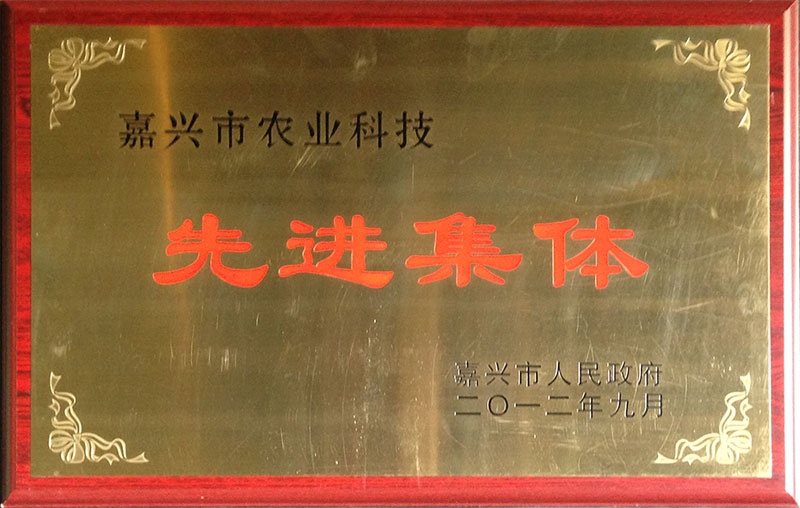 嘉兴市农业科技
先进集体
嘉兴市人民政府
二〇一二年九月